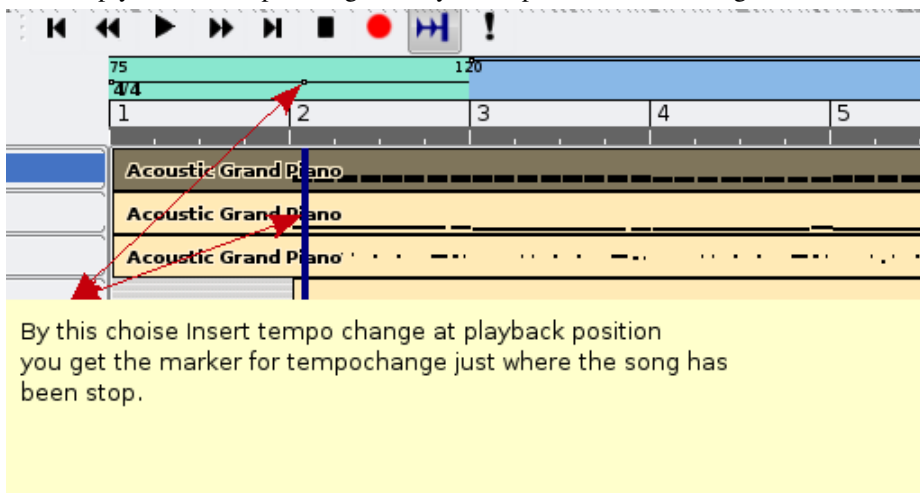 75 120
4/4
1 2 3 4 5
Acoustic Grand Piano
Acoustic Grand Piano
Acoustic Grand Piano
By this choise Insert tempo change at playback position
you get the marker for tempochange just where the song has
been stop.